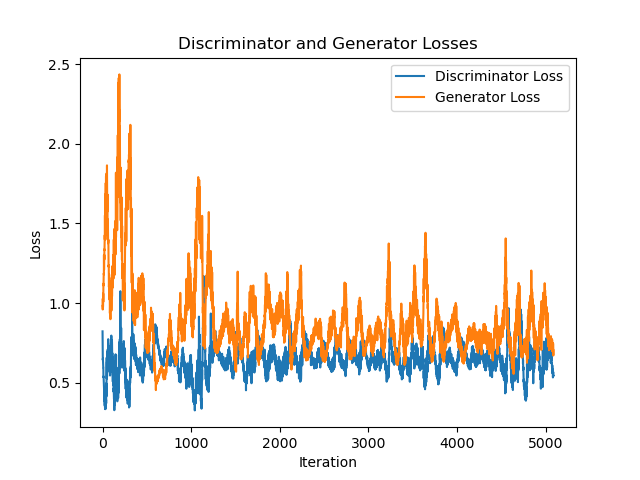 Discriminator and Generator Losses
Discriminator Loss
Generator Loss
2.5
2.0
1.5
1.0
0.5
Loss
0
1000
2000
3000
4000
5000
Iteration